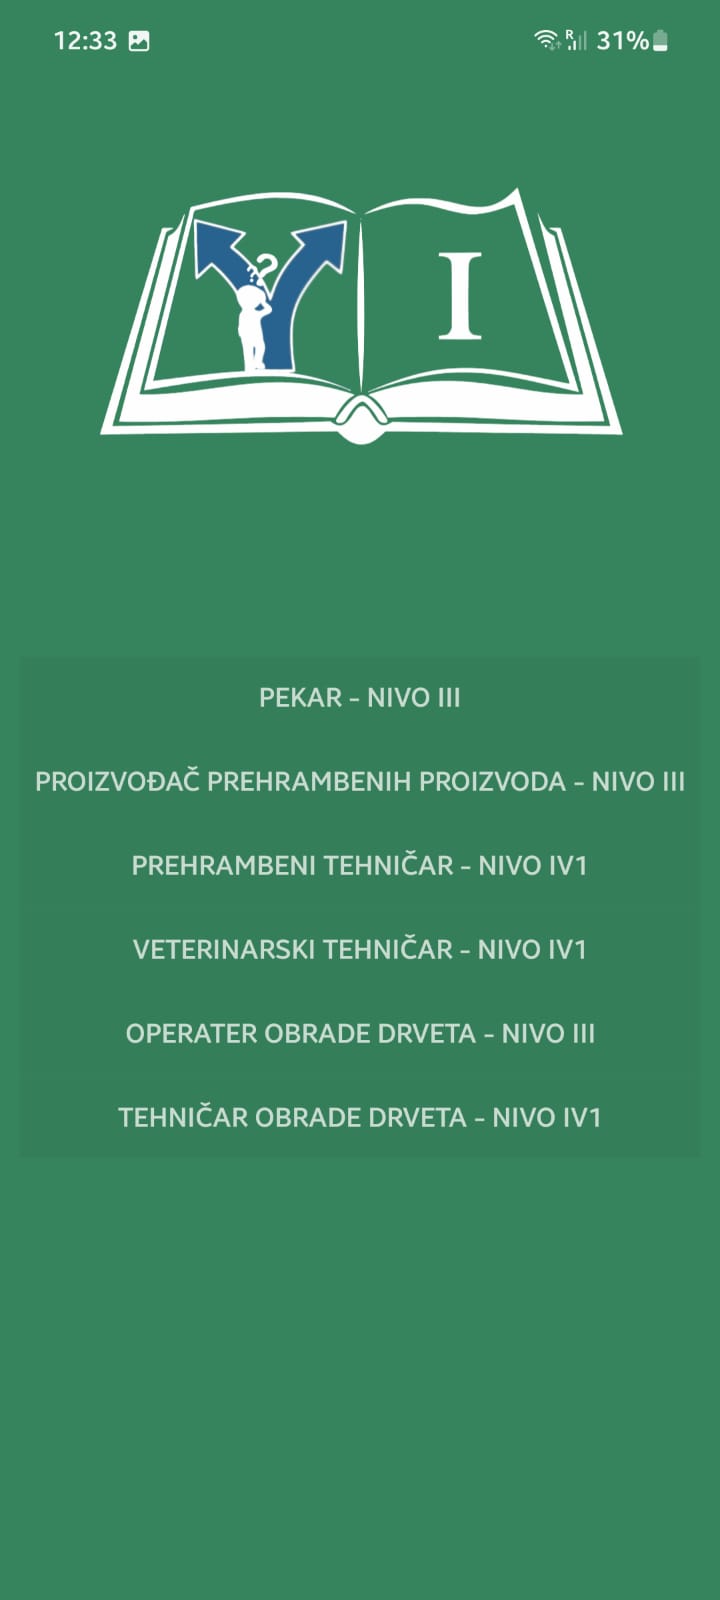 12:33
R
31%
?
?
I
PEKAR - NIVO III
PROIZVOĐAČ PREHRAMBENIH PROIZVODA - NIVO III
PREHRAMBENI TEHNIČAR - NIVO IV1
VETERINARSKI TEHNIČAR - NIVO IV1
OPERATER OBRADE DRVETA - NIVO III
TEHNIČAR OBRADE DRVETA - NIVO IV1